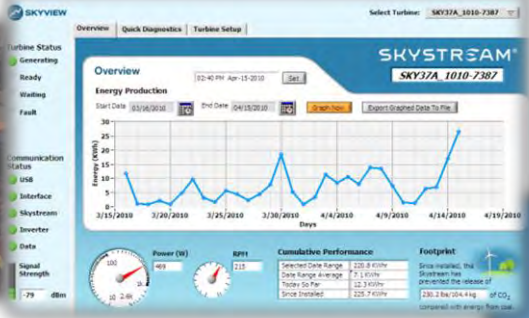 SKYVIEW
Select Turbine: SKY37A_1010-7387
Overview Quick Diagnostics Turbine Setup
Turbine Status
Generating
Ready
Waiting
Fault
Communication
Status
USB
Interface
Skystream
Inverter
Data
Signal
Strength
-79 dBm
SKYSTREAM
SKY37A_1010-7387
Overview
02:40 PM Apr-15-2010 Set
Energy Production
Start Date 03/16/2010 End Date 04/15/2010 Graph Now Export Graphed Data To File
Energy (KWh)
30
25
20
15
10
5
0
3/15/2010 3/20/2010 3/25/2010 3/30/2010 4/4/2010 4/9/2010 4/14/2010 4/19/2010
Days
Power (W)
100
1k
10
2.6k
RPM
215
Cumulative Performance
Selected Date Range 220.8 KWhr
Date Range Average 7.1 KWhr
Today So Far 12.3 KWhr
Since Installed 225.7 KWhr
Footprint
Since installed, this
Skystream has
prevented the release of
230.2 lbs/104.4 kg of CO2
compared with energy from coal.